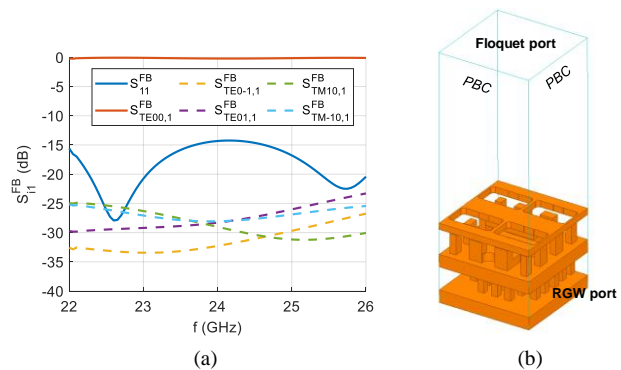 0
-5
-10
-15
-20
-25
-30
-35
-40
22
23
24
25
26
f (GHz)
S^FB_i1 (dB)
S^FB_11
S^FB_TE00,1
S^FB_TE0-1,1
S^FB_TE01,1
S^FB_TM10,1
S^FB_TM-10,1
(a)
Floquet port
PBC
PBC
RGW port
(b)